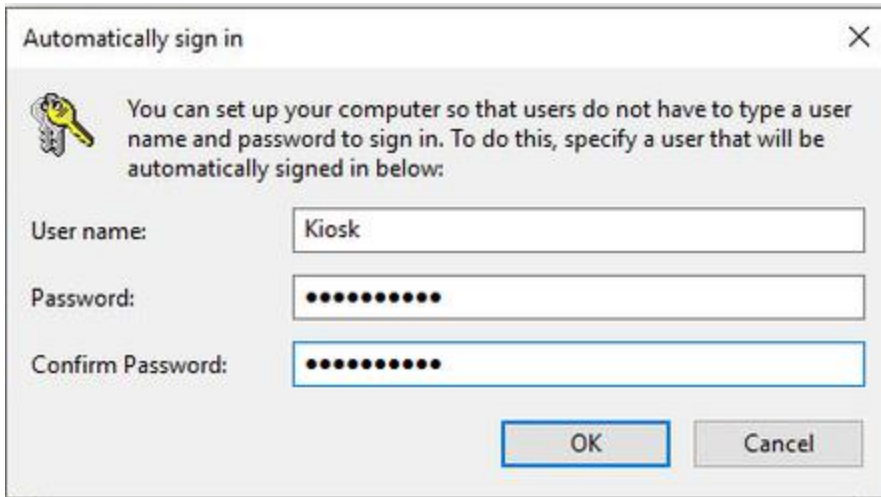 Automatically sign in
You can set up your computer so that users do not have to type a user
name and password to sign in. To do this, specify a user that will be
automatically signed in below:
User name:
Kiosk
Password:
●●●●●●●●●●
Confirm Password:
●●●●●●●●●●
OK
Cancel